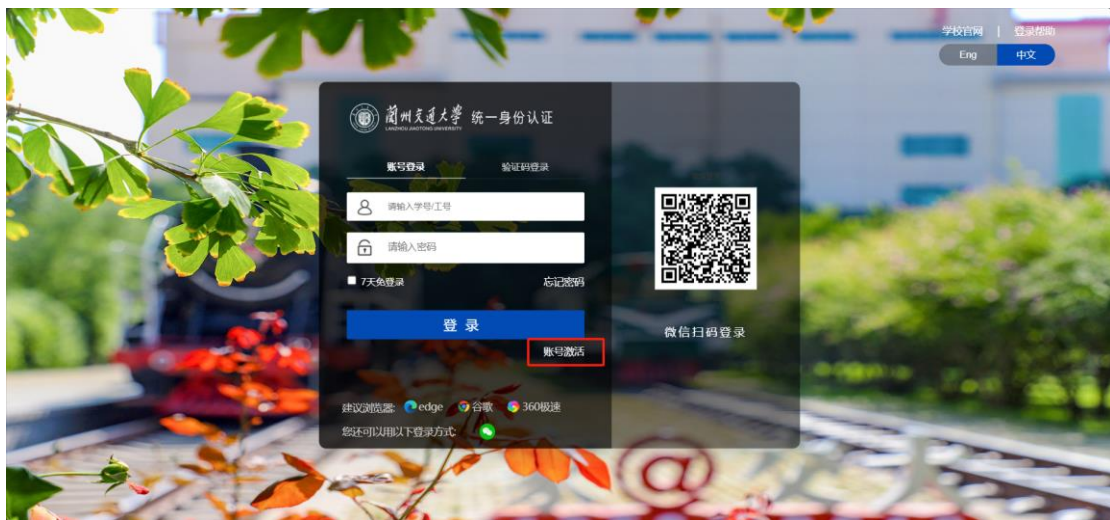 学校官网 | 登录帮助
Eng 中文
蘭州交通大學 统一身份认证
LANZHOU JIAOTONG UNIVERSITY
账号登录 验证码登录
请输入学号/工号
请输入密码
7天免登录 忘记密码
登 录
微信扫码登录
账号激活
建议浏览器: edge 谷歌 360极速
您还可以用以下登录方式:
@